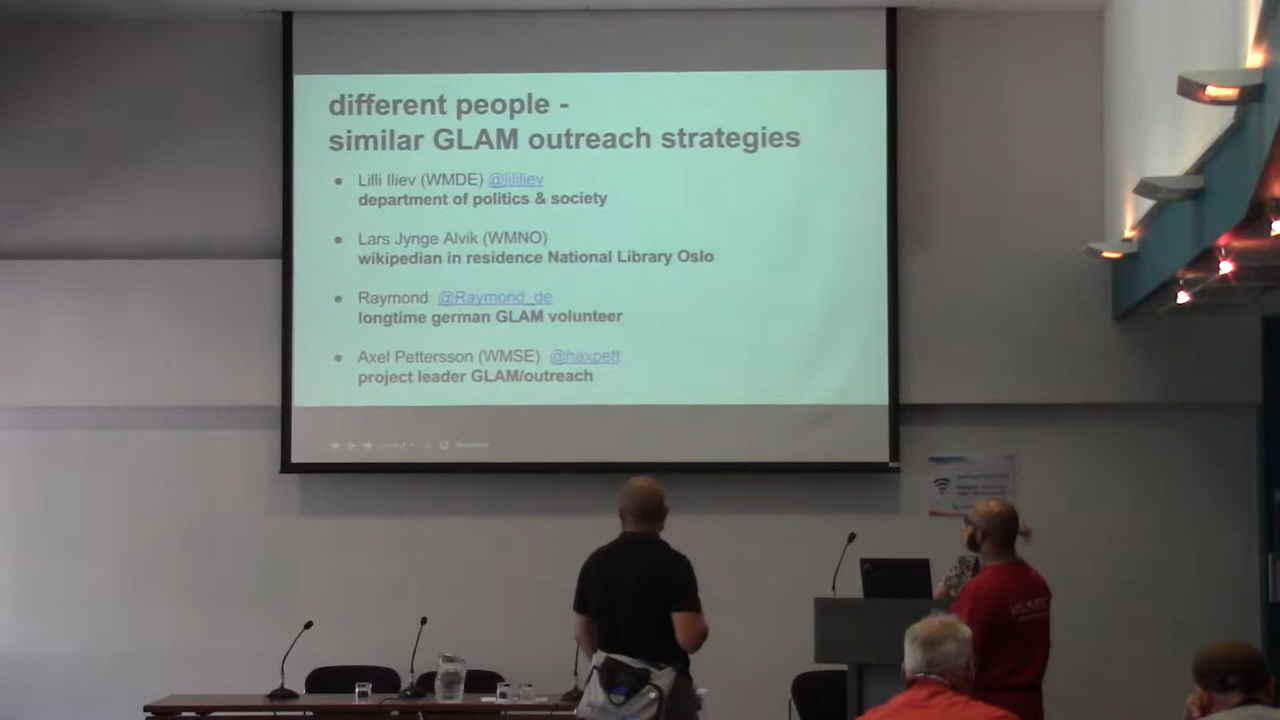 different people -
similar GLAM outreach strategies
● Lilli Iliev (WMDE) @lililiev
department of politics & society
● Lars Jynge Alvik (WMNO)
wikipedian in residence National Library Oslo
● Raymond @Raymond_de
longtime german GLAM volunteer
● Axel Pettersson (WMSE) @haxpett
project leader GLAM/outreach